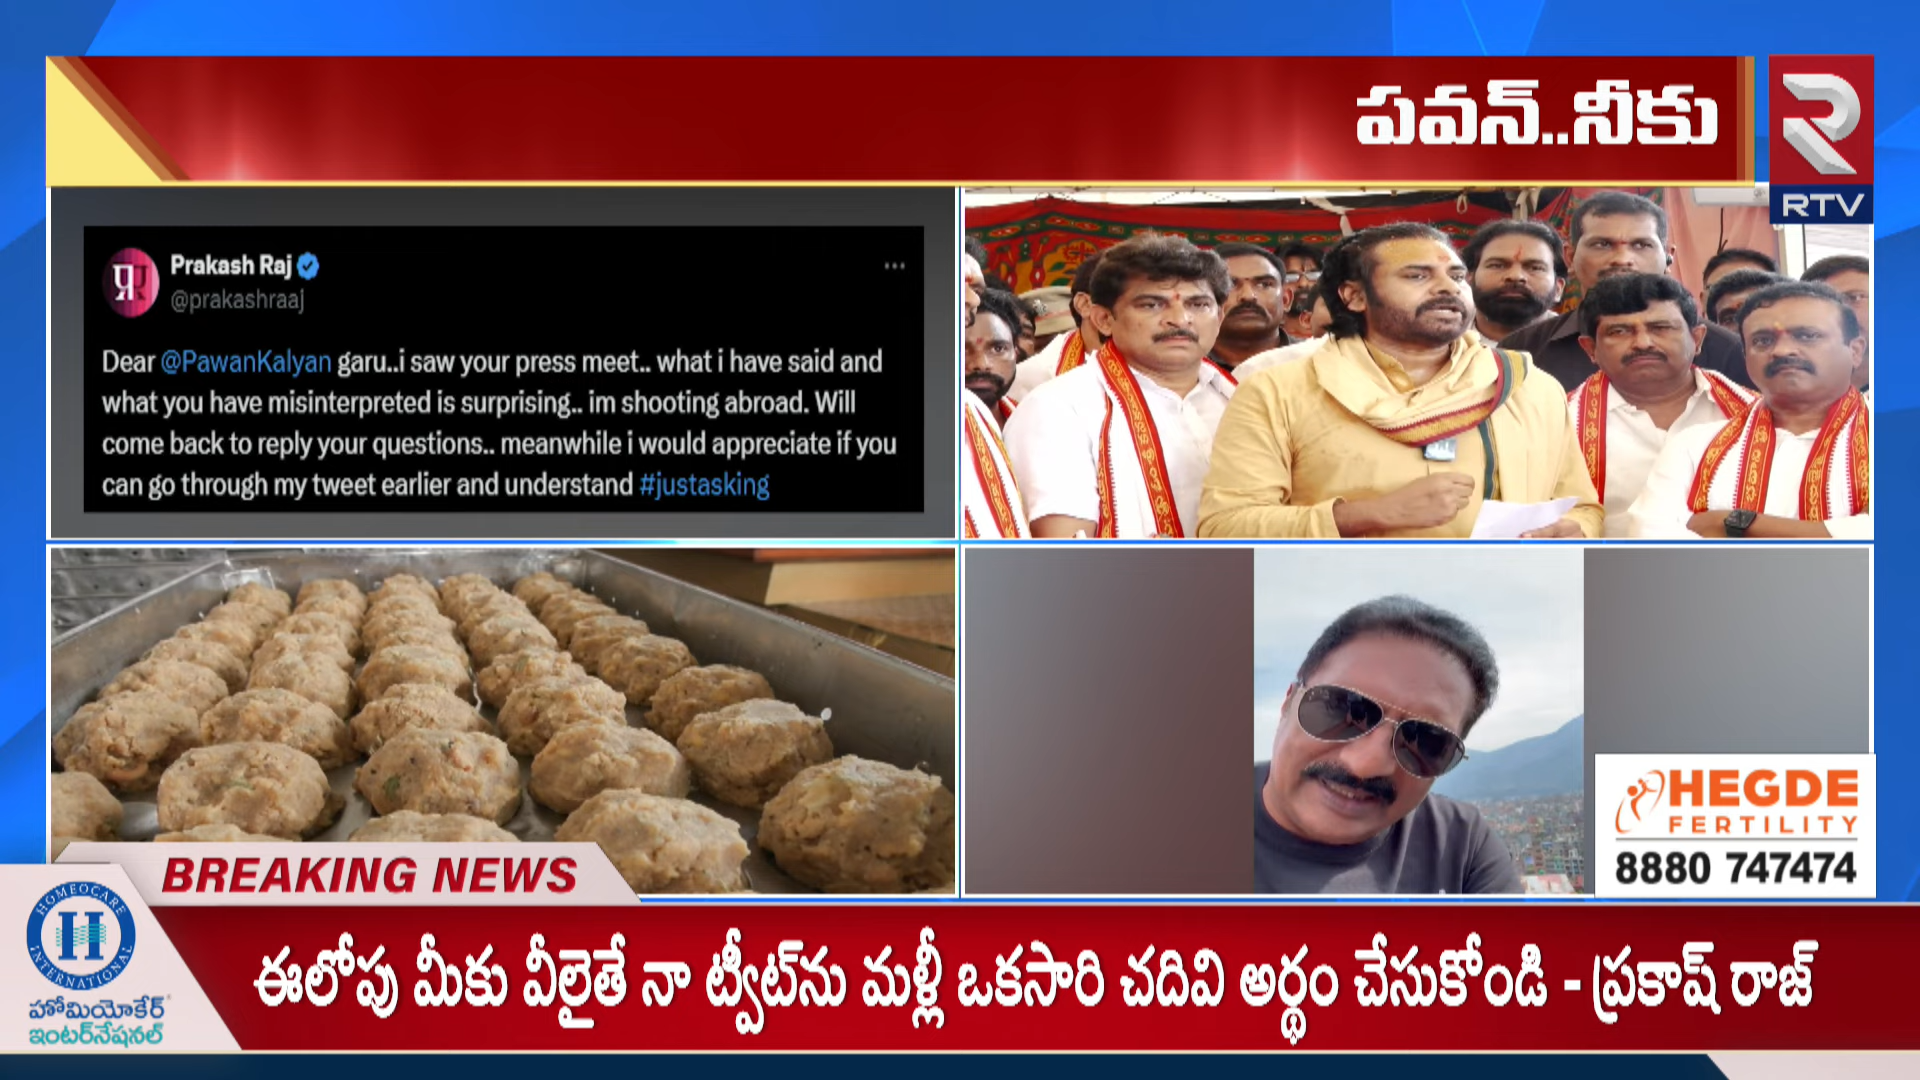 పవన్..నీకు
RTV
Prakash Raj
@prakashraaj
Dear @PawanKalyan garu..i saw your press meet.. what i have said and
what you have misinterpreted is surprising.. im shooting abroad. Will
come back to reply your questions.. meanwhile i would appreciate if you
can go through my tweet earlier and understand #justasking
HEGDE
FERTILITY
8880 747474
BREAKING NEWS
HOMEOCARE
INTERNATIONAL
హోమియోకేర్
ఇంటర్‌నేషనల్
ఈలోపు మీకు వీలైతే నా ట్వీట్‌ను మళ్లీ ఒకసారి చదివి అర్థం చేసుకోండి - ప్రకాష్ రాజ్